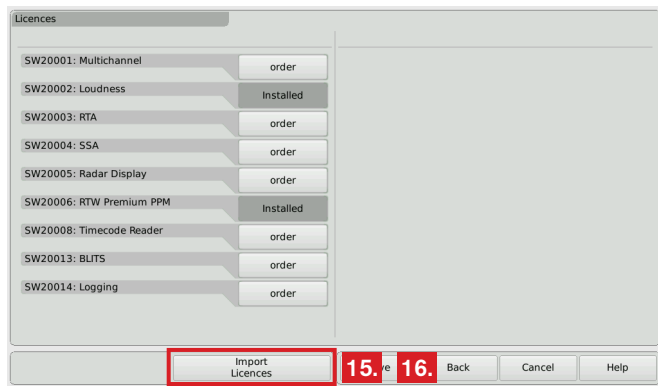 Licences
SW20001: Multichannel
order
SW20002: Loudness
Installed
SW20003: RTA
order
SW20004: SSA
order
SW20005: Radar Display
order
SW20006: RTW Premium PPM
Installed
SW20008: Timecode Reader
order
SW20013: BLITS
order
SW20014: Logging
order
Import
Licences
15.
16.
Back
Cancel
Help